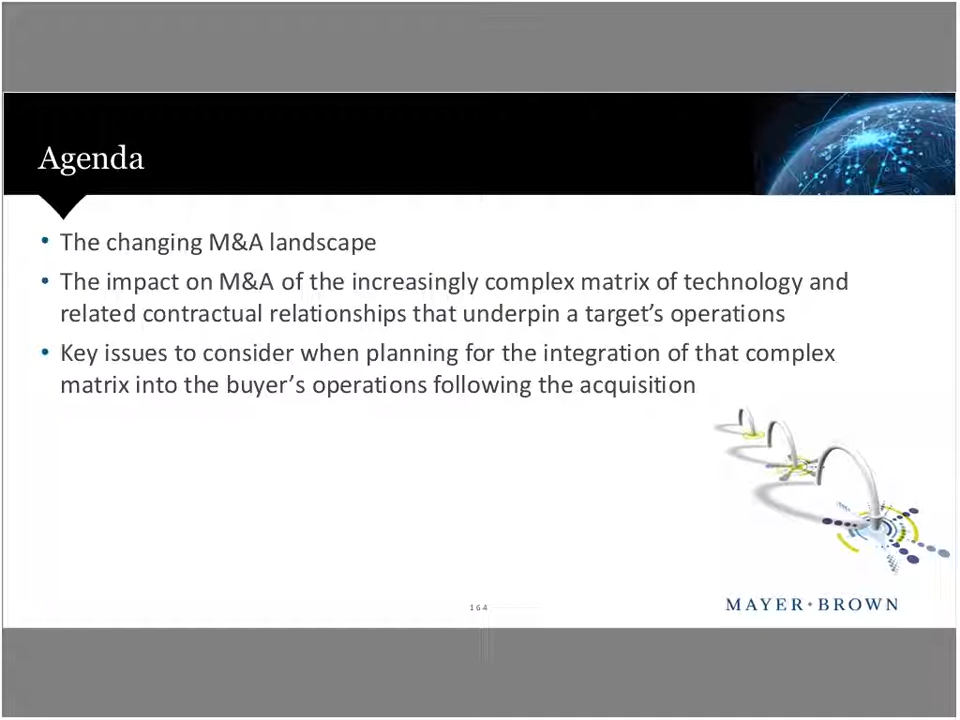 Agenda
• The changing M&A landscape
• The impact on M&A of the increasingly complex matrix of technology and
related contractual relationships that underpin a target’s operations
• Key issues to consider when planning for the integration of that complex
matrix into the buyer’s operations following the acquisition
164
MAYER•BROWN